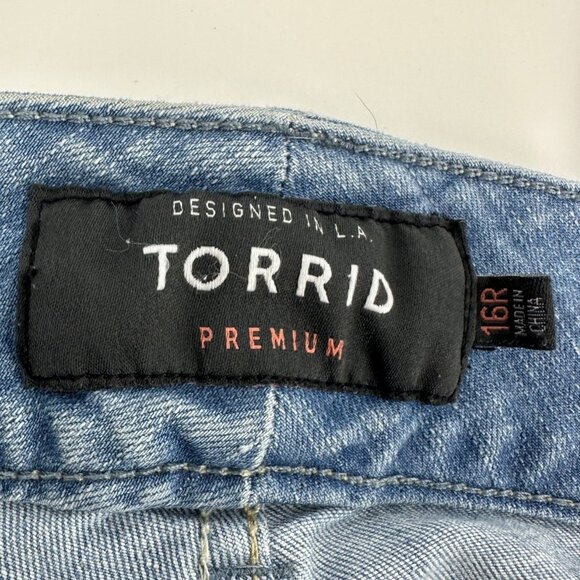 DESIGNED IN L.A.
TORRID
PREMIUM
16R
MADE IN
CHINA